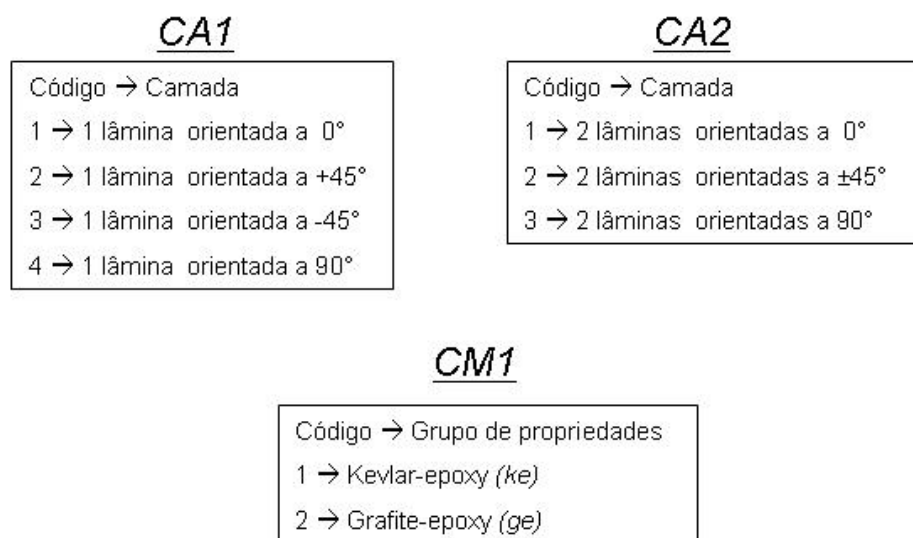 CA1
Código → Camada
1 → 1 lâmina orientada a 0°
2 → 1 lâmina orientada a +45°
3 → 1 lâmina orientada a -45°
4 → 1 lâmina orientada a 90°
CA2
Código → Camada
1 → 2 lâminas orientadas a 0°
2 → 2 lâminas orientadas a ±45°
3 → 2 lâminas orientadas a 90°
CM1
Código → Grupo de propriedades
1 → Kevlar-epoxy (ke)
2 → Grafite-epoxy (ge)